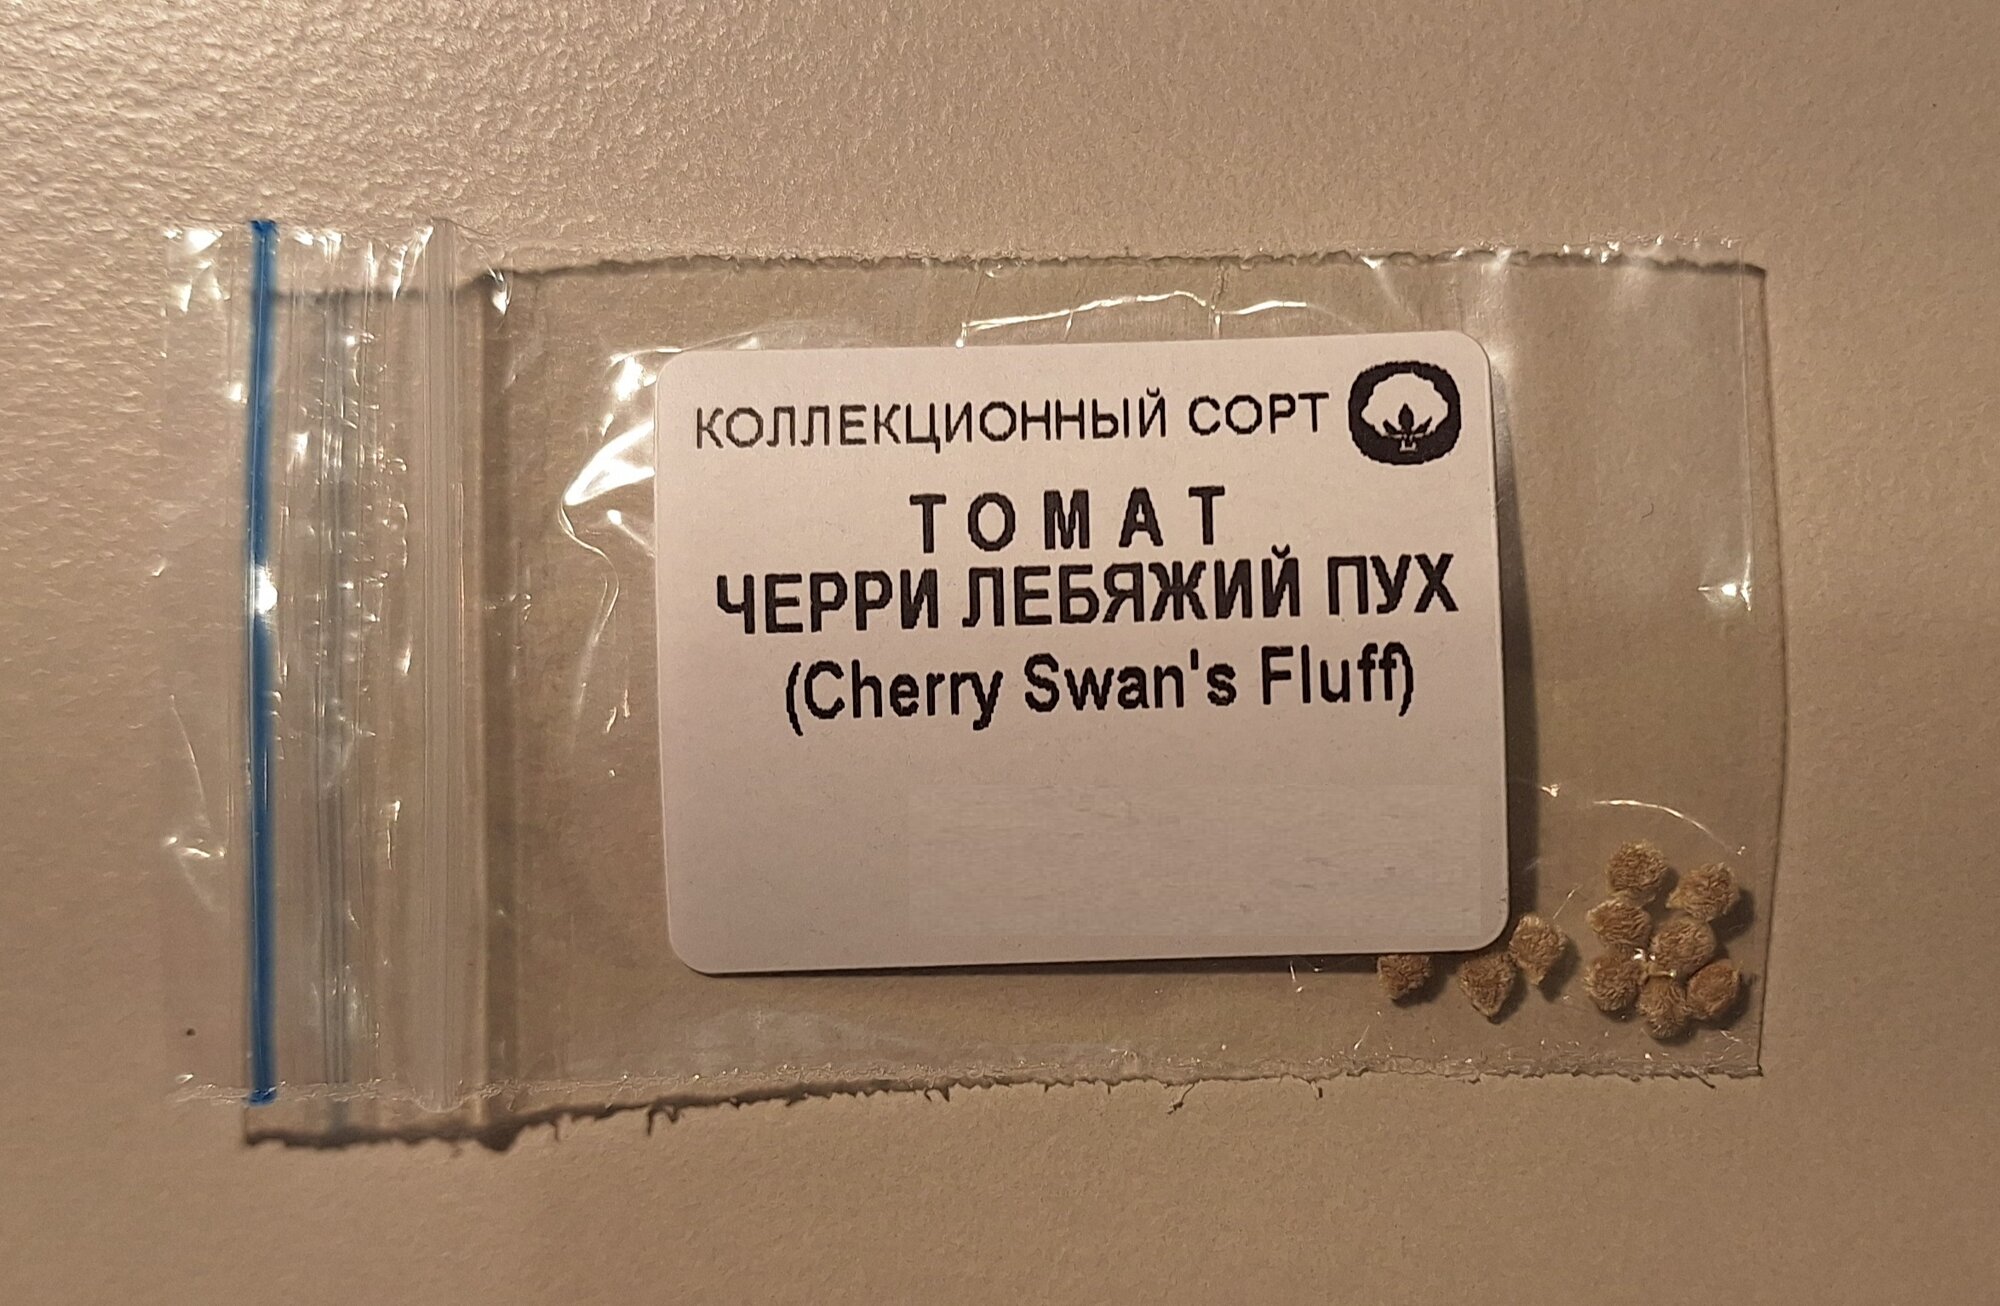 КОЛЛЕКЦИОННЫЙ СОРТ
ТОМАТ
ЧЕРРИ ЛЕБЯЖИЙ ПУХ
(Cherry Swan's Fluff)